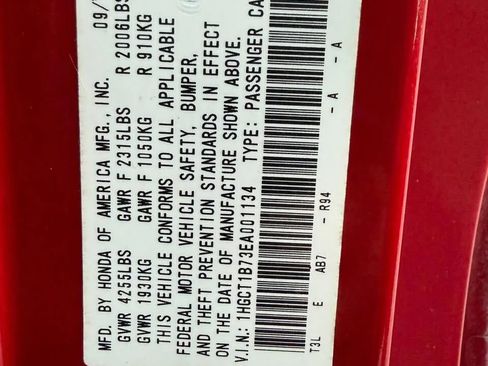 MFD. BY HONDA OF AMERICA MFG., INC. 09/
GVWR 4255LBS GAWR F 2315LBS R 2006LBS
GVWR 1930KG GAWR F 1050KG R 910KG
THIS VEHICLE CONFORMS TO ALL APPLICABLE
FEDERAL MOTOR VEHICLE SAFETY, BUMPER,
AND THEFT PREVENTION STANDARDS IN EFFECT
ON THE DATE OF MANUFACTURE SHOWN ABOVE.
V.I.N.: 1HGCT1B73EA001134 TYPE: PASSENGER CA
T3L E AB7 - R94 - A - A